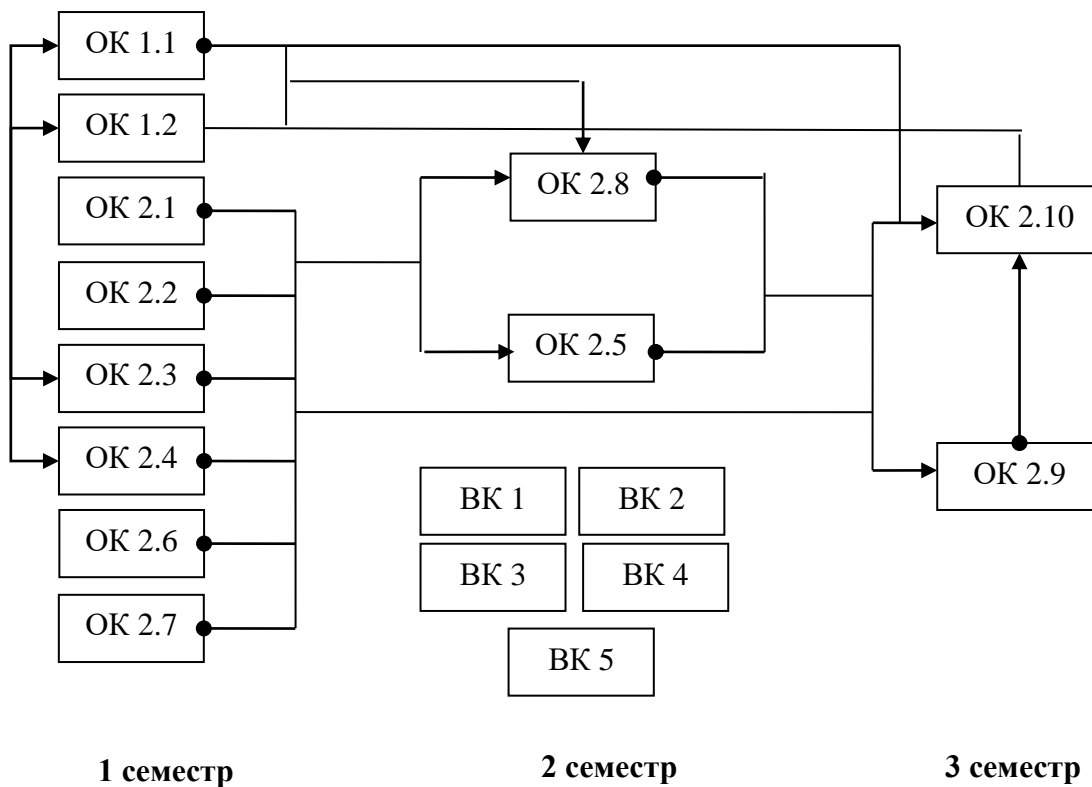 ОК 1.1
ОК 1.2
ОК 2.1
ОК 2.2
ОК 2.3
ОК 2.4
ОК 2.6
ОК 2.7
1 семестр
ОК 2.8
ОК 2.5
ВК 1
ВК 2
ВК 3
ВК 4
ВК 5
2 семестр
ОК 2.10
ОК 2.9
3 семестр